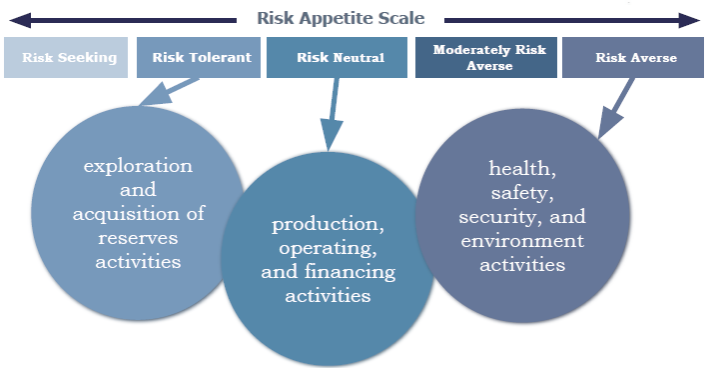 Risk Appetite Scale
Risk Seeking
Risk Tolerant
Risk Neutral
Moderately Risk
Averse
Risk Averse
exploration
and
acquisition of
reserves
activities
production,
operating,
and financing
activities
health,
safety,
security, and
environment
activities